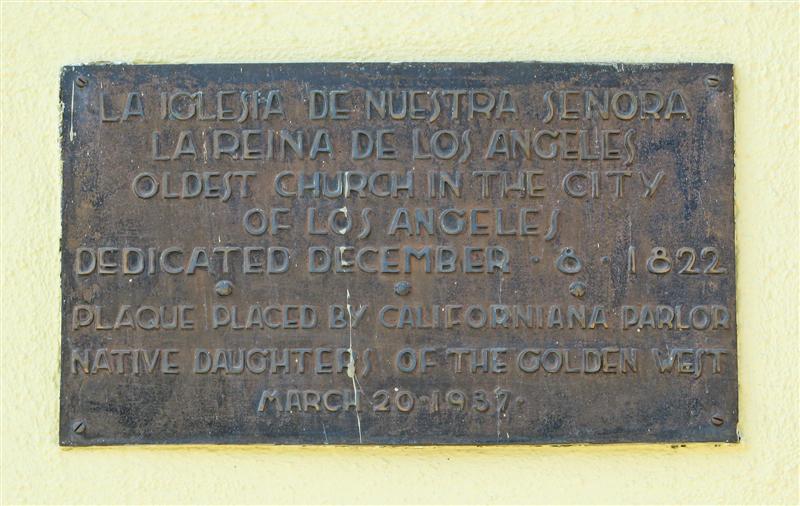 LA IGLESIA DE NUESTRA SENORA
LA REINA DE LOS ANGELES
OLDEST CHURCH IN THE CITY
OF LOS ANGELES
DEDICATED DECEMBER · 8 · 1822
PLAQUE PLACED BY CALIFORNIANA PARLOR
NATIVE DAUGHTERS OF THE GOLDEN WEST
MARCH 20·1937·